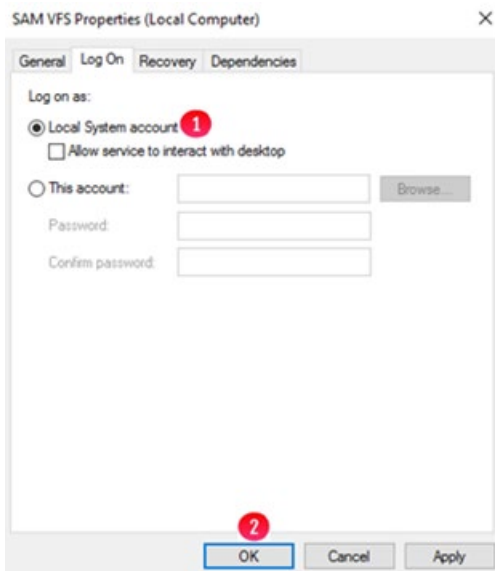 SAM VFS Properties (Local Computer)
General Log On Recovery Dependencies
Log on as:
Local System account 1
Allow service to interact with desktop
This account: Browse...
Password:
Confirm password:
2
OK Cancel Apply